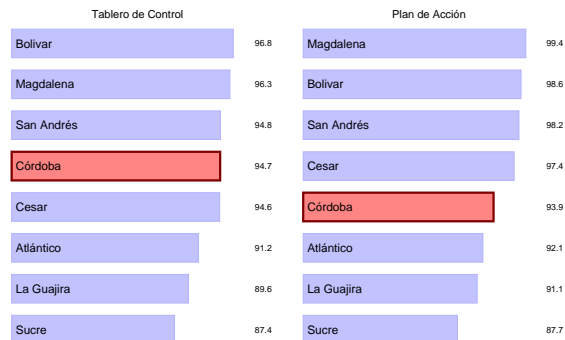 Tablero de Control
Bolivar 96.8
Magdalena 96.3
San Andrés 94.8
Córdoba 94.7
Cesar 94.6
Atlántico 91.2
La Guajira 89.6
Sucre 87.4
Plan de Acción
Magdalena 99.4
Bolivar 98.6
San Andrés 98.2
Cesar 97.4
Córdoba 93.9
Atlántico 92.1
La Guajira 91.1
Sucre 87.7